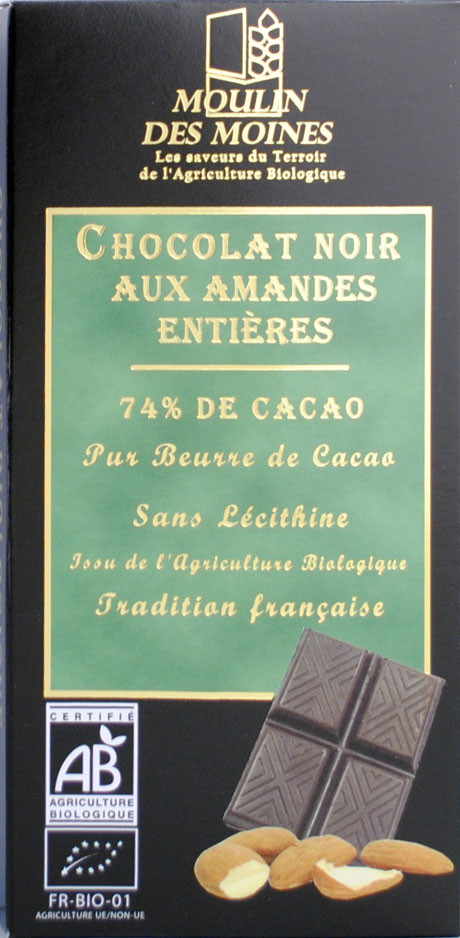 MOULIN
DES MOINES
Les saveurs du Terroir
de l'Agriculture Biologique
CHOCOLAT NOIR
AUX AMANDES
ENTIÈRES
74% DE CACAO
Pur Beurre de Cacao
Sans Lécithine
Issu de l'Agriculture Biologique
Tradition française
CERTIFIÉ
AB
AGRICULTURE
BIOLOGIQUE
FR-BIO-01
AGRICULTURE UE/NON-UE